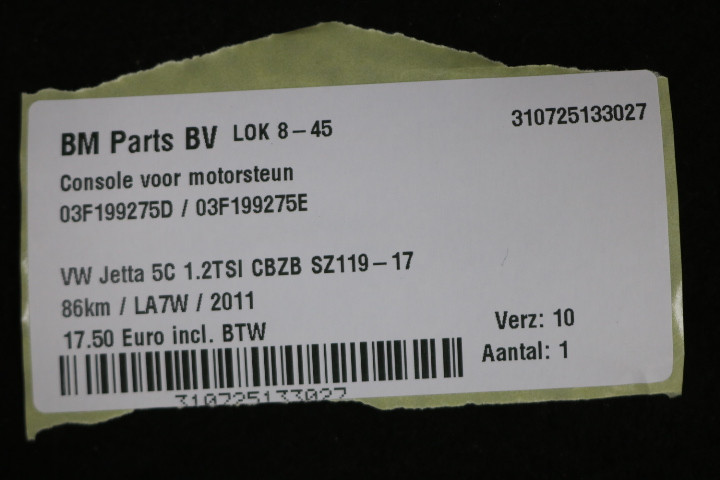 BM Parts BV LOK 8-45 310725133027
Console voor motorsteun
03F199275D / 03F199275E
VW Jetta 5C 1.2TSI CBZB SZ119-17
86km / LA7W / 2011
17.50 Euro incl. BTW
Verz: 10
Aantal: 1
310725133027